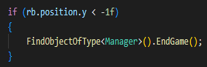 if (rb.position.y < -1f)
{
    FindObjectOfType<Manager>().EndGame();
}